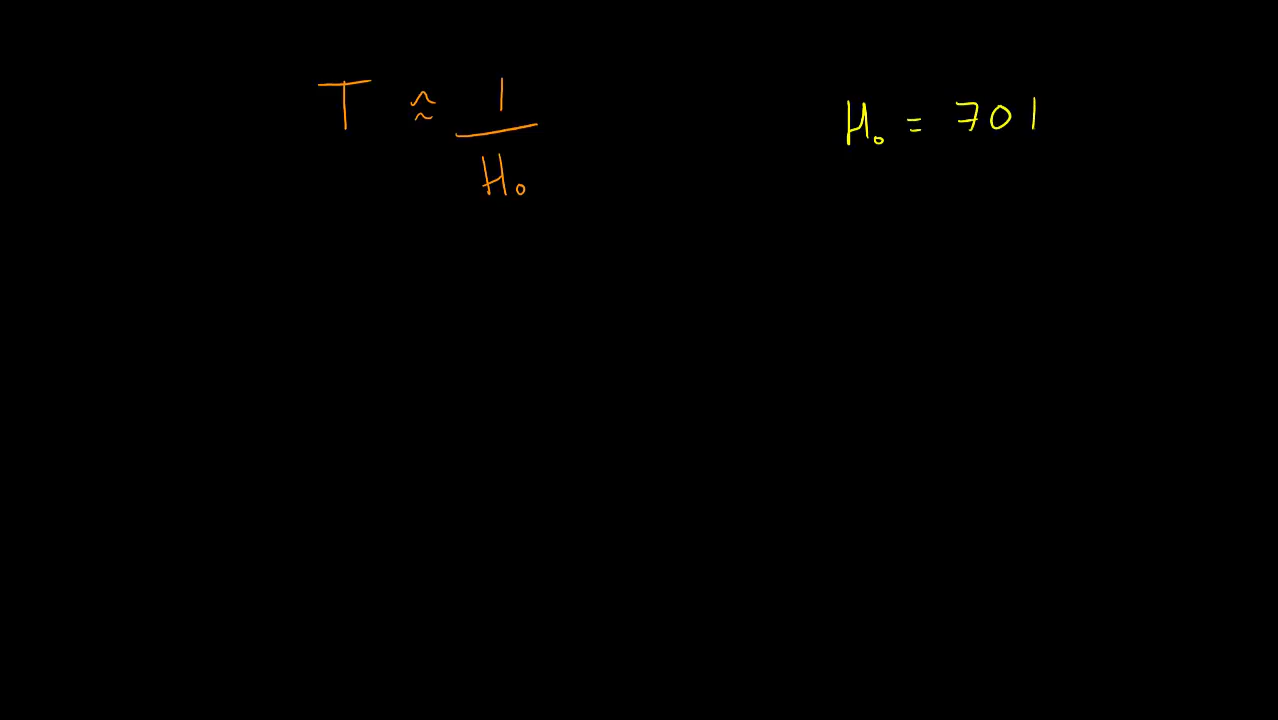 T ≈ 1/H₀
H₀ = 70 |